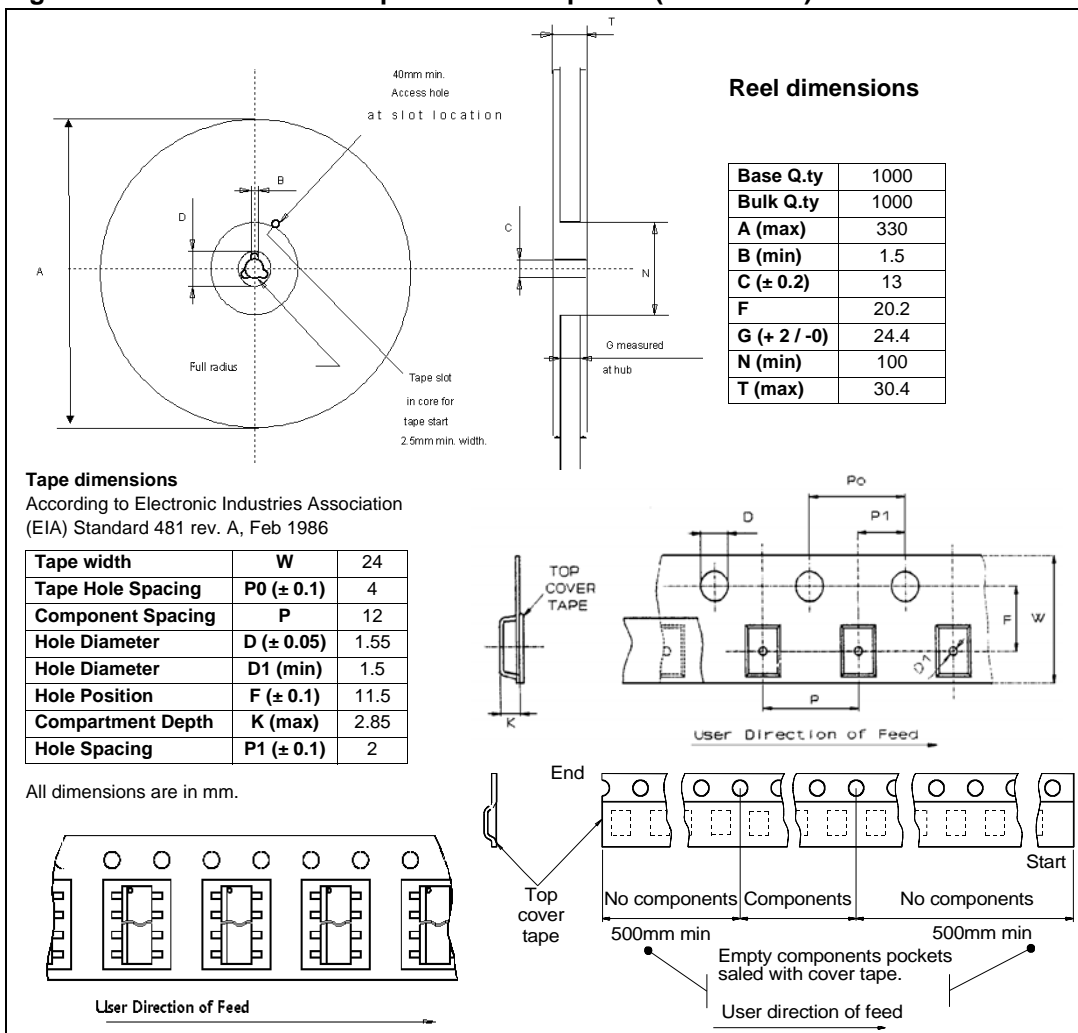 T
40mm min.
Access hole
at slot location
B
D
A
C
N
Full radius
Tape slot
in core for
tape start
2.5mm min. width.
G measured
at hub
Reel dimensions
Base Q.ty 1000
Bulk Q.ty 1000
A (max) 330
B (min) 1.5
C (± 0.2) 13
F 20.2
G (+ 2 / -0) 24.4
N (min) 100
T (max) 30.4
Tape dimensions
According to Electronic Industries Association
(EIA) Standard 481 rev. A, Feb 1986
Tape width W 24
Tape Hole Spacing P0 (± 0.1) 4
Component Spacing P 12
Hole Diameter D (± 0.05) 1.55
Hole Diameter D1 (min) 1.5
Hole Position F (± 0.1) 11.5
Compartment Depth K (max) 2.85
Hole Spacing P1 (± 0.1) 2
All dimensions are in mm.
Po
D
P1
TOP
COVER
TAPE
F
W
D1
K
P
User Direction of Feed
End
Start
Top
cover
tape
No components
Components
No components
500mm min
500mm min
Empty components pockets
saled with cover tape.
User direction of feed
User Direction of Feed